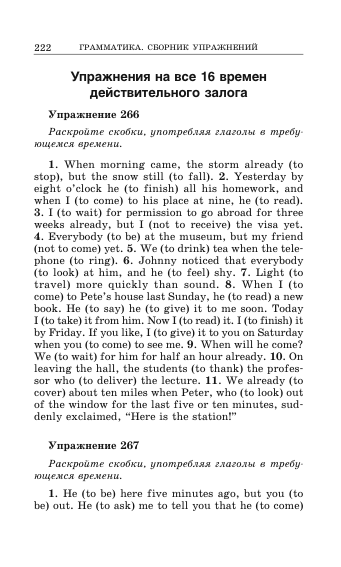 222 ГРАММАТИКА. СБОРНИК УПРАЖНЕНИЙ
Упражнения на все 16 времен
действительного залога
Упражнение 266
Раскройте скобки, употребляя глаголы в требу-
ющемся времени.
1. When morning came, the storm already (to
stop), but the snow still (to fall). 2. Yesterday by
eight o'clock he (to finish) all his homework, and
when I (to come) to his place at nine, he (to read).
3. I (to wait) for permission to go abroad for three
weeks already, but I (not to receive) the visa yet.
4. Everybody (to be) at the museum, but my friend
(not to come) yet. 5. We (to drink) tea when the tele-
phone (to ring). 6. Johnny noticed that everybody
(to look) at him, and he (to feel) shy. 7. Light (to
travel) more quickly than sound. 8. When I (to
come) to Pete's house last Sunday, he (to read) a new
book. He (to say) he (to give) it to me soon. Today
I (to take) it from him. Now I (to read) it. I (to finish) it
by Friday. If you like, I (to give) it to you on Saturday
when you (to come) to see me. 9. When will he come?
We (to wait) for him for half an hour already. 10. On
leaving the hall, the students (to thank) the profes-
sor who (to deliver) the lecture. 11. We already (to
cover) about ten miles when Peter, who (to look) out
of the window for the last five or ten minutes, sud-
denly exclaimed, “Here is the station!”
Упражнение 267
Раскройте скобки, употребляя глаголы в требу-
ющемся времени.
1. He (to be) here five minutes ago, but you (to
be) out. He (to ask) me to tell you that he (to come)